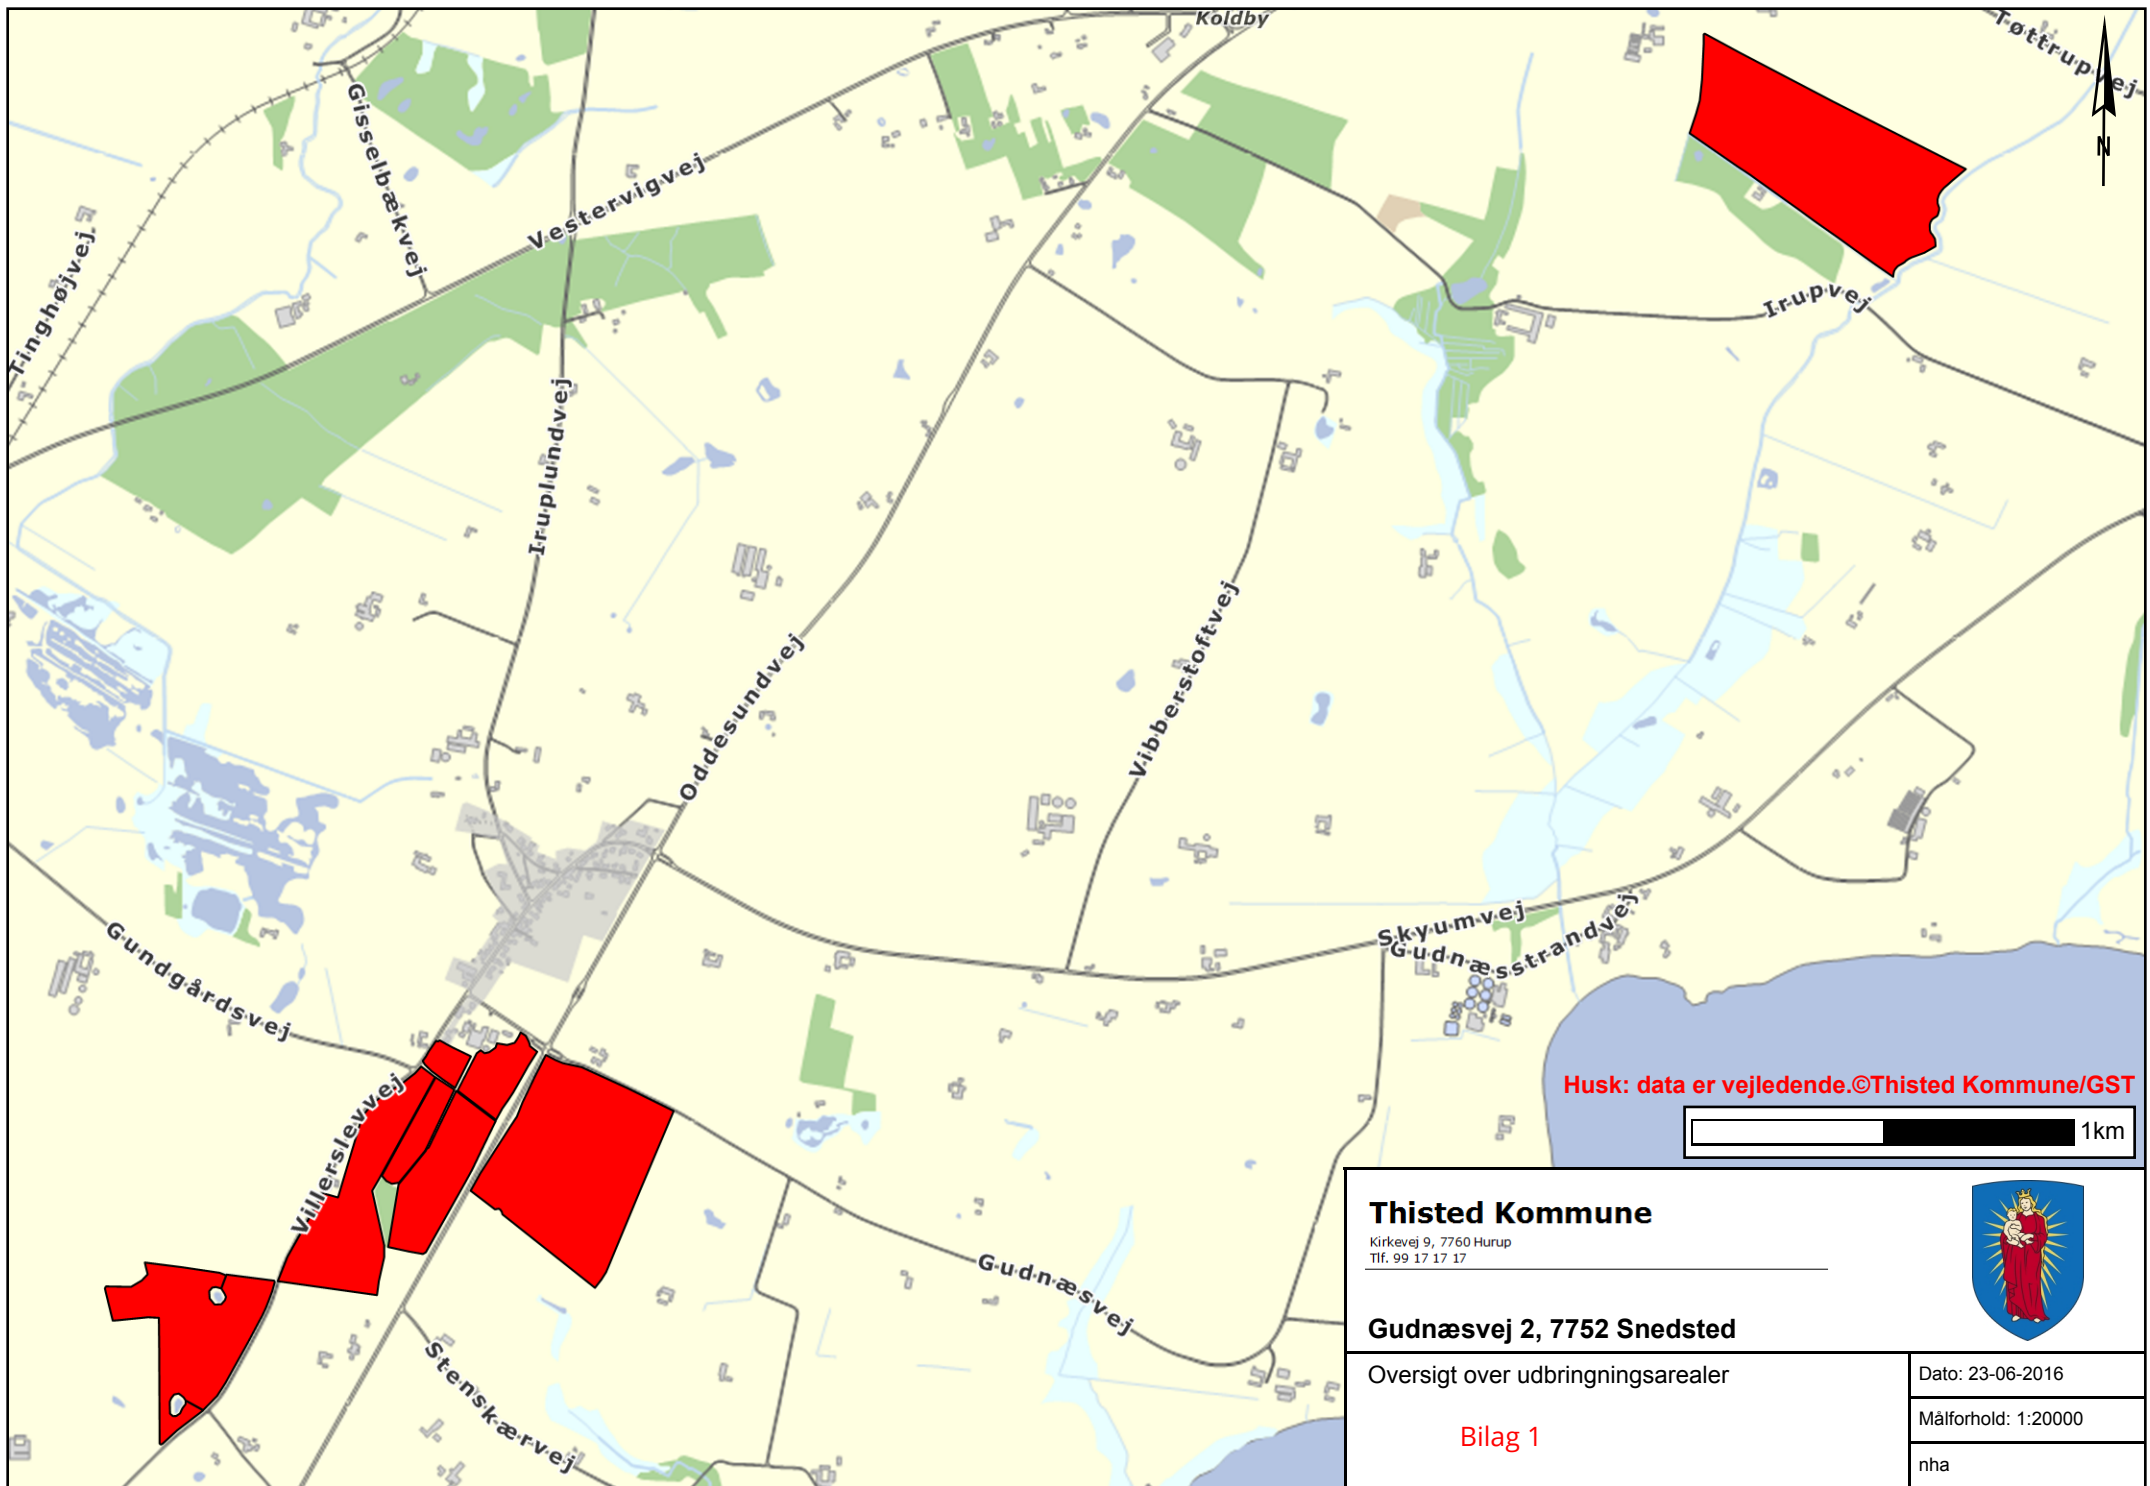 Koldby
Tøttrupvej
N
Gisselbækvej
Vestervigvej
Tinghøjvej
Irupvej
Iruplundvej
Oddesundvej
Vibberstoftvej
Skyumvej
Gudnæsstrandvej
Gundgårdsvej
Villerslevvej
Gudnæsvej
Stenskærvej
Husk: data er vejledende.©Thisted Kommune/GST
1km
Thisted Kommune
Kirkevej 9, 7760 Hurup
Tlf. 99 17 17 17
Gudnæsvej 2, 7752 Snedsted
Oversigt over udbringningsarealer
Bilag 1
Dato: 23-06-2016
Målforhold: 1:20000
nha